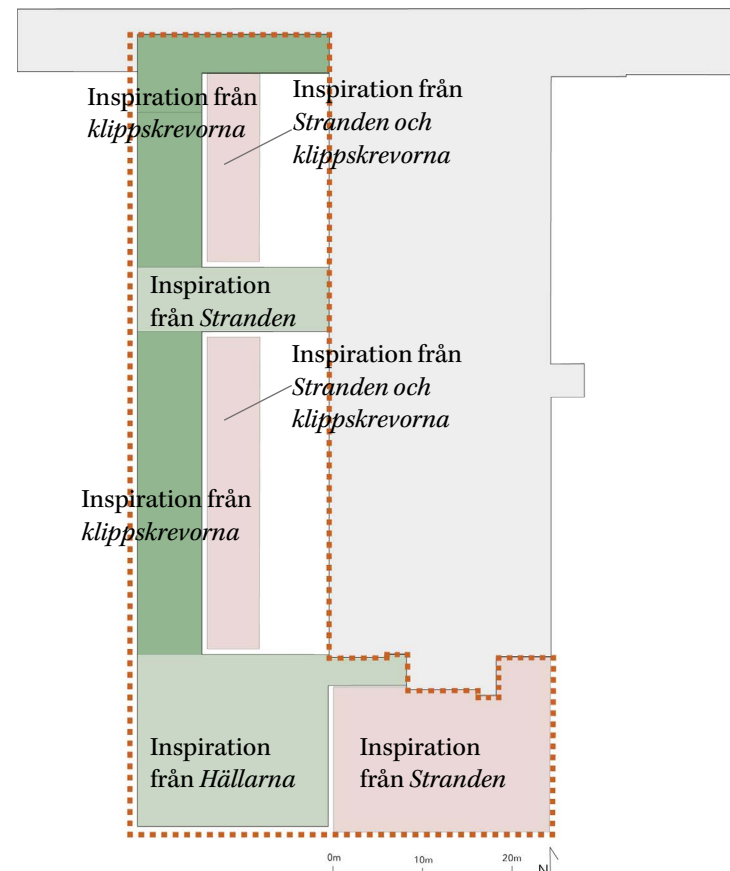 Inspiration från
klippskrevorna
Inspiration från
Stranden och
klippskrevorna
Inspiration
från Stranden
Inspiration från
Stranden och
klippskrevorna
Inspiration från
klippskrevorna
Inspiration
från Hällarna
Inspiration
från Stranden
0m 10m 20m N